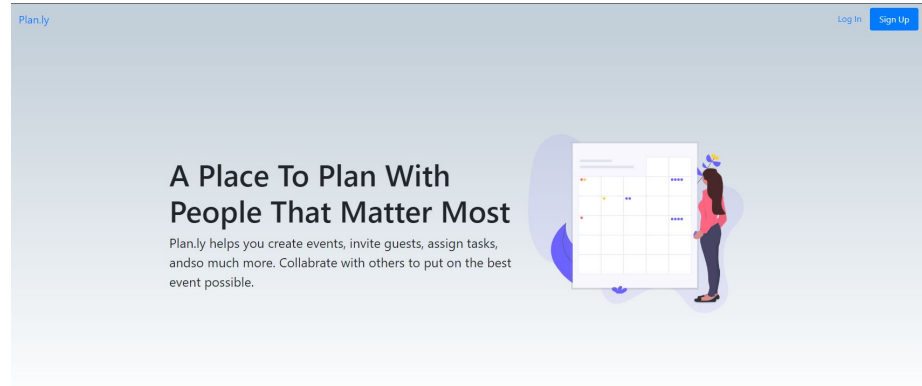 Plan.ly
Log In
Sign Up
A Place To Plan With
People That Matter Most
Plan.ly helps you create events, invite guests, assign tasks,
andso much more. Collabrate with others to put on the best
event possible.